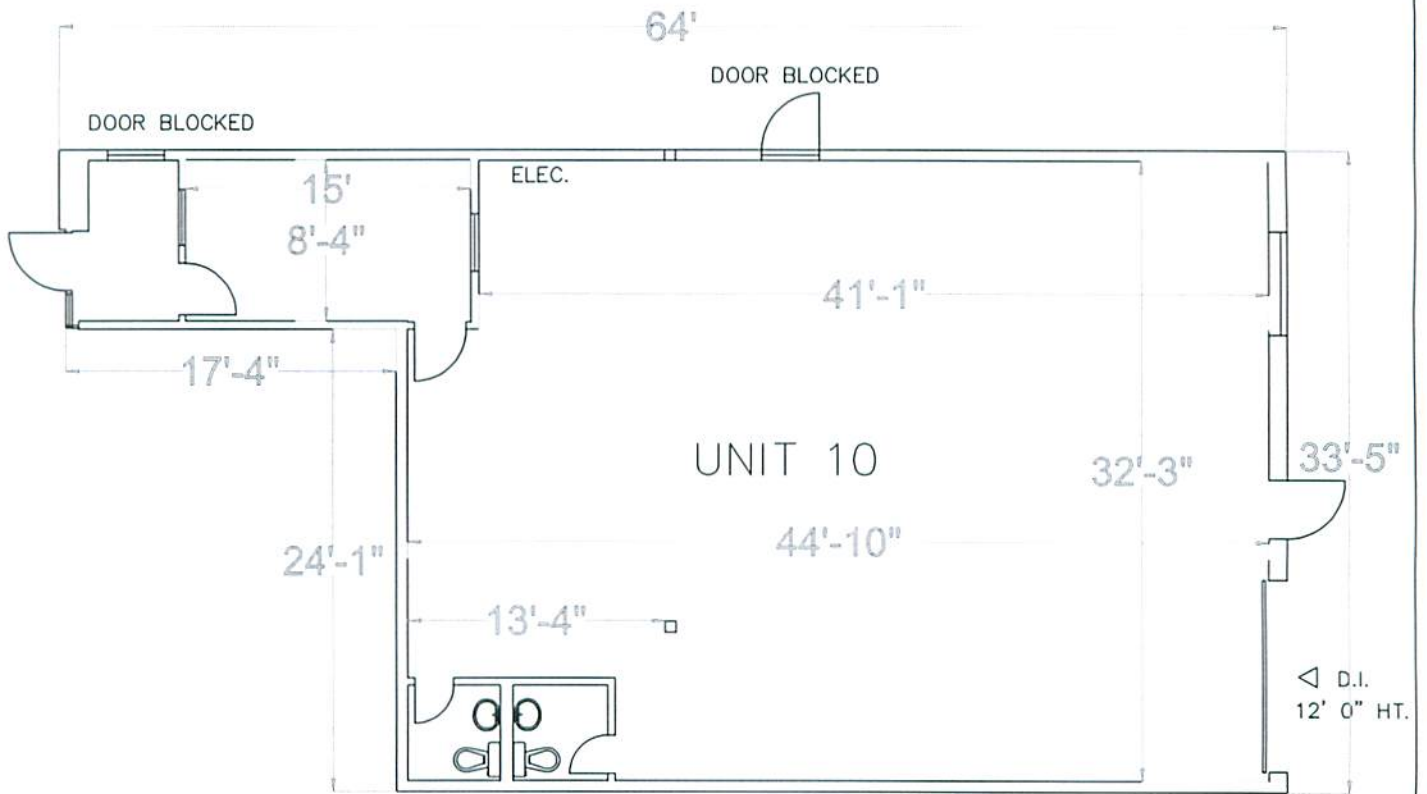 64'
DOOR BLOCKED
DOOR BLOCKED
ELEC.
15'
8'-4"
41'-1"
17'-4"
UNIT 10
32'-3"
33'-5"
44'-10"
24'-1"
13'-4"
D.I.
12' 0" HT.